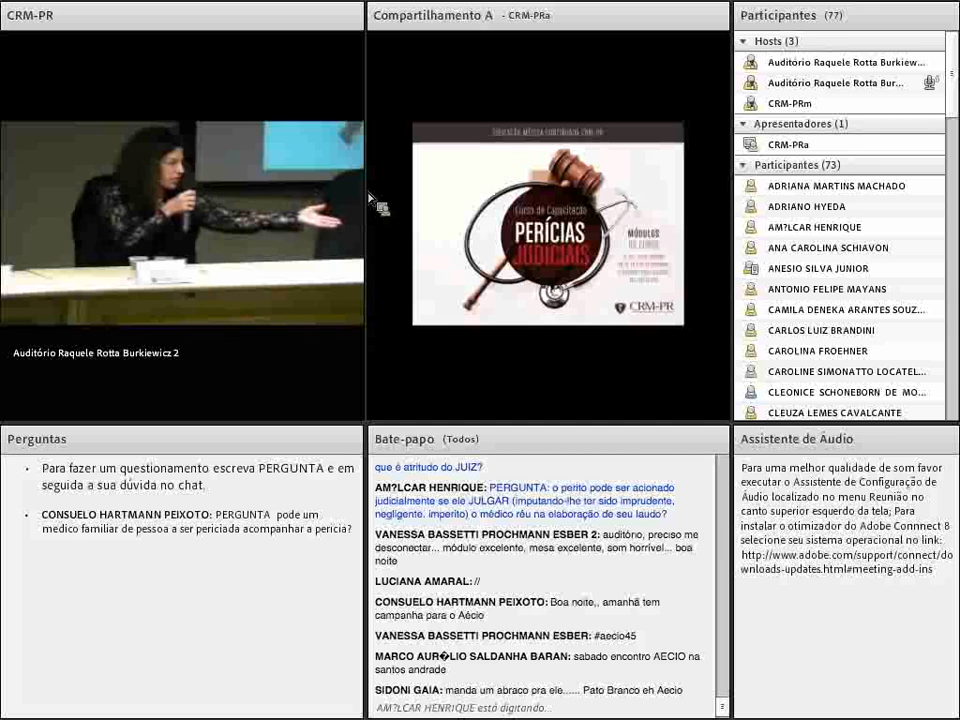 CRM-PR
Auditório Raquele Rotta Burkiewicz 2
Compartilhamento A - CRM-PRa
EDUCAÇÃO MÉDICA CONTINUADA CRM-PR
Curso de Capacitação
PERÍCIAS
JUDICIAIS
MÓDULOS
DO CURSO
CRM-PR
Participantes (77)
Hosts (3)
Auditório Raquele Rotta Burkiew...
Auditório Raquele Rotta Bur...
CRM-PRm
Apresentadores (1)
CRM-PRa
Participantes (73)
ADRIANA MARTINS MACHADO
ADRIANO HYEDA
AM?LCAR HENRIQUE
ANA CAROLINA SCHIAVON
ANESIO SILVA JUNIOR
ANTONIO FELIPE MAYANS
CAMILA DENEKA ARANTES SOUZ...
CARLOS LUIZ BRANDINI
CAROLINA FROEHNER
CAROLINE SIMONATTO LOCATEL...
CLEONICE SCHONEBORN DE MO...
CLEUZA LEMES CAVALCANTE
Perguntas
• Para fazer um questionamento escreva PERGUNTA e em
seguida a sua dúvida no chat.
• CONSUELO HARTMANN PEIXOTO: PERGUNTA pode um
medico familiar de pessoa a ser periciada acompanhar a pericia?
Bate-papo (Todos)
que é atritudo do JUIZ?
AM?LCAR HENRIQUE: PERGUNTA: o perito pode ser acionado
judicialmente se ele JULGAR (imputando-lhe ter sido imprudente,
negligente. imperito) o médico réu na elaboração de seu laudo?
VANESSA BASSETTI PROCHMANN ESBER 2: auditório, preciso me
desconectar... módulo excelente, mesa excelente, som horrível... boa
noite
LUCIANA AMARAL: //
CONSUELO HARTMANN PEIXOTO: Boa noite,, amanhã tem
campanha para o Aécio
VANESSA BASSETTI PROCHMANN ESBER: #aecio45
MARCO AUR�LIO SALDANHA BARAN: sabado encontro AECIO na
santos andrade
SIDONI GAIA: manda um abraco pra ele...... Pato Branco eh Aecio
AM?LCAR HENRIQUE está digitando...
Assistente de Áudio
Para uma melhor qualidade de som favor
executar o Assistente de Configuração de
Áudio localizado no menu Reunião no
canto superior esquerdo da tela; Para
instalar o otimizador do Adobe Connnect 8
selecione seu sistema operacional no link:
http://www.adobe.com/support/connect/do
wnloads-updates.html#meeting-add-ins